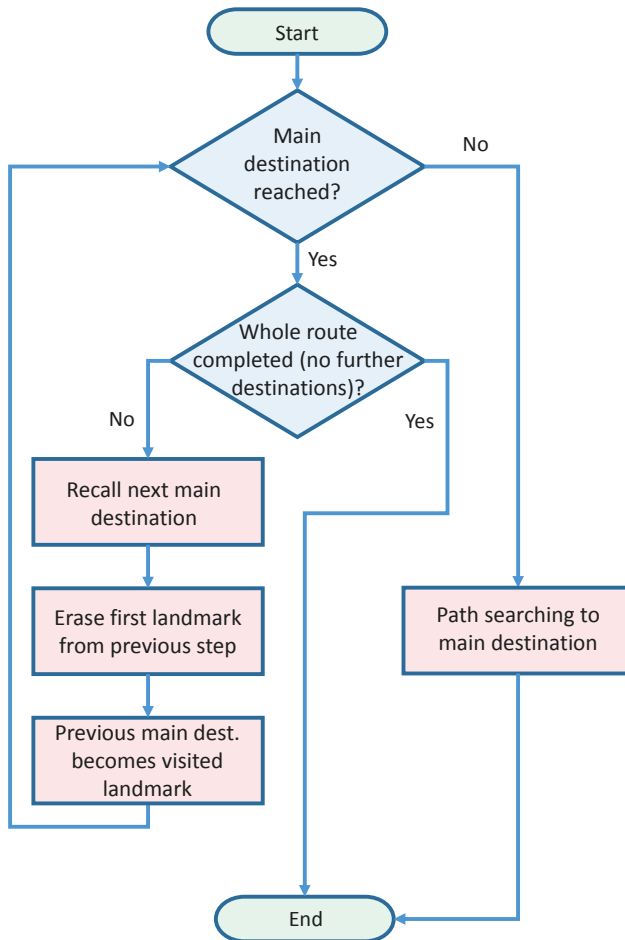 Start
Main
destination
reached?
No
Yes
Whole route
completed (no further
destinations)?
No
Yes
Recall next main
destination
Erase first landmark
from previous step
Path searching to
main destination
Previous main dest.
becomes visited
landmark
End